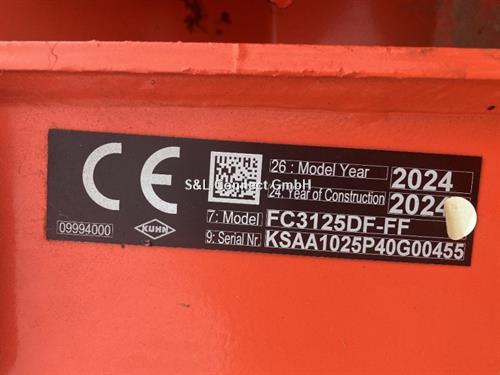 CE
26: Model Year 2024
S&L Connect GmbH
24: Year of Construction 2024
7: Model FC3125DF-FF
09994000 KUHN 9: Serial Nr. KSAA1025P40G00455